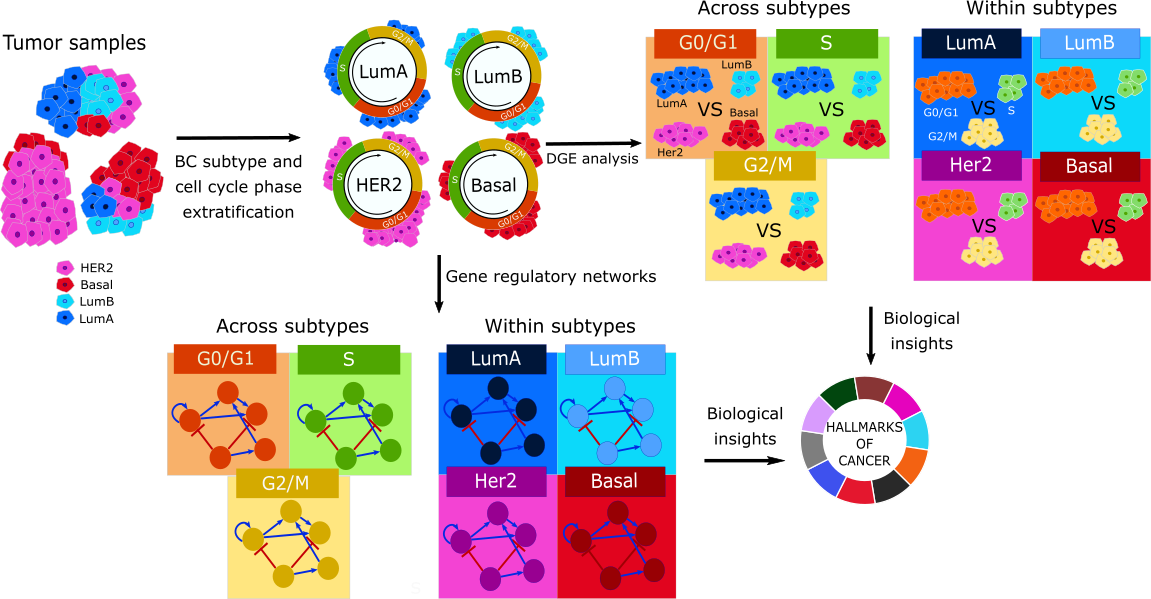 Tumor samples
HER2
Basal
LumB
LumA
BC subtype and
cell cycle phase
extratification
G2/M
S
LumA
G0/G1
G2/M
S
LumB
G0/G1
G2/M
S
HER2
G0/G1
G2/M
S
Basal
G0/G1
DGE analysis
Across subtypes
G0/G1
LumB
LumA
VS
Basal
Her2
S
VS
G2/M
VS
Within subtypes
LumA
VS
G0/G1
S
G2/M
LumB
VS
Her2
VS
Basal
VS
Gene regulatory networks
Across subtypes
G0/G1
S
G2/M
Within subtypes
LumA
LumB
Her2
Basal
Biological
insights
Biological
insights
HALLMARKS
OF
CANCER
S